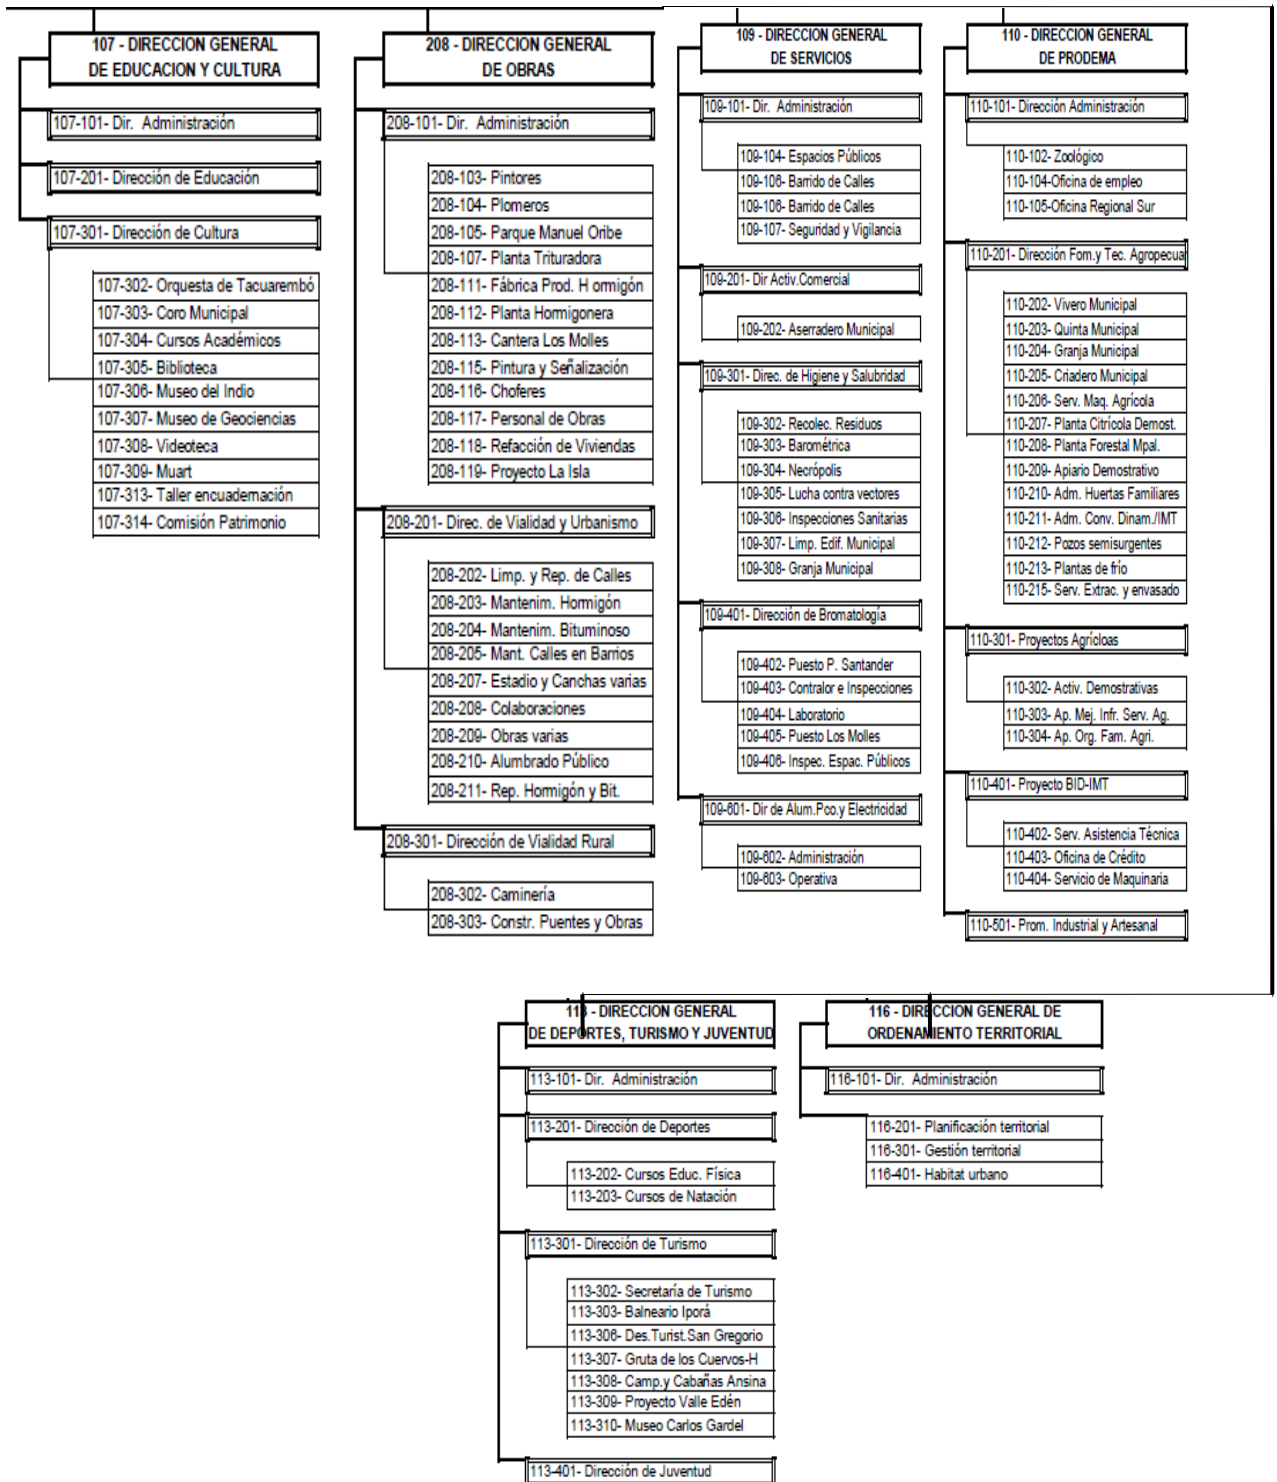 107 - DIRECCION GENERAL
DE EDUCACION Y CULTURA
107-101- Dir.  Administración
107-201- Dirección de Educación
107-301- Dirección de Cultura
107-302- Orquesta de Tacuarembó
107-303- Coro Municipal
107-304- Cursos Académicos
107-305- Biblioteca
107-306- Museo del Indio
107-307- Museo de Geociencias
107-308- Videoteca
107-309- Muart
107-313- Taller encuadernación
107-314- Comisión Patrimonio
208 - DIRECCION GENERAL
DE OBRAS
208-101- Dir.  Administración
208-103- Pintores
208-104- Plomeros
208-105- Parque Manuel Oribe
208-107- Planta Trituradora
208-111- Fábrica Prod. H ormigón
208-112- Planta Hormigonera
208-113- Cantera Los Molles
208-115- Pintura y Señalización
208-116- Choferes
208-117- Personal de Obras
208-118- Refacción de Viviendas
208-119- Proyecto La Isla
208-201- Direc. de Vialidad y Urbanismo
208-202- Limp. y Rep. de Calles
208-203- Mantenim. Hormigón
208-204- Mantenim. Bituminoso
208-205- Mant. Calles en Barrios
208-207- Estadio y Canchas varias
208-208- Colaboraciones
208-209- Obras varias
208-210- Alumbrado Público
208-211- Rep. Hormigón y Bit.
208-301- Dirección de Vialidad Rural
208-302- Caminería
208-303- Constr. Puentes y Obras
109 - DIRECCION GENERAL
DE SERVICIOS
109-101- Dir.  Administración
109-104- Espacios Públicos
109-106- Barrido de Calles
109-106- Barrido de Calles
109-107- Seguridad y Vigilancia
109-201- Dir Activ.Comercial
109-202- Aserradero Municipal
109-301- Direc. de Higiene y Salubridad
109-302- Recolec. Residuos
109-303- Barométrica
109-304- Necrópolis
109-305- Lucha contra vectores
109-306- Inspecciones Sanitarias
109-307- Limp. Edif. Municipal
109-308- Granja Municipal
109-401- Dirección de Bromatología
109-402- Puesto P. Santander
109-403- Contralor e Inspecciones
109-404- Laboratorio
109-405- Puesto Los Molles
109-406- Inspec. Espac. Públicos
109-601- Dir de Alum.Pco.y Electricidad
109-602- Administración
109-603- Operativa
110 - DIRECCION GENERAL
DE PRODEMA
110-101- Dirección Administración
110-102- Zoológico
110-104-Oficina de empleo
110-105-Oficina Regional Sur
110-201- Dirección Fom.y Tec. Agropecuar
110-202- Vivero Municipal
110-203- Quinta Municipal
110-204- Granja Municipal
110-205- Criadero Municipal
110-206- Serv. Maq. Agrícola
110-207- Planta Citrícola Demost.
110-208- Planta Forestal Mpal.
110-209- Apiario Demostrativo
110-210- Adm. Huertas Familiares
110-211- Adm. Conv. Dinam./IMT
110-212- Pozos semisurgentes
110-213- Plantas de frío
110-215- Serv. Extrac. y envasado
110-301- Proyectos Agrícloas
110-302- Activ. Demostrativas
110-303- Ap. Mej. Infr. Serv. Ag.
110-304- Ap. Org. Fam. Agri.
110-401- Proyecto BID-IMT
110-402- Serv. Asistencia Técnica
110-403- Oficina de Crédito
110-404- Servicio de Maquinaria
110-501- Prom. Industrial y Artesanal
113 - DIRECCION GENERAL
DE DEPORTES, TURISMO Y JUVENTUD
113-101- Dir.  Administración
113-201- Dirección de Deportes
113-202- Cursos Educ. Física
113-203- Cursos de Natación
113-301- Dirección de Turismo
113-302- Secretaría de Turismo
113-303- Balneario Iporá
113-306- Des.Turist.San Gregorio
113-307- Gruta de los Cuervos-H
113-308- Camp.y Cabañas Ansina
113-309- Proyecto Valle Edén
113-310- Museo Carlos Gardel
113-401- Dirección de Juventud
116 - DIRECCION GENERAL DE
ORDENAMIENTO TERRITORIAL
116-101- Dir.  Administración
116-201- Planificación territorial
116-301- Gestión territorial
116-401- Habitat urbano